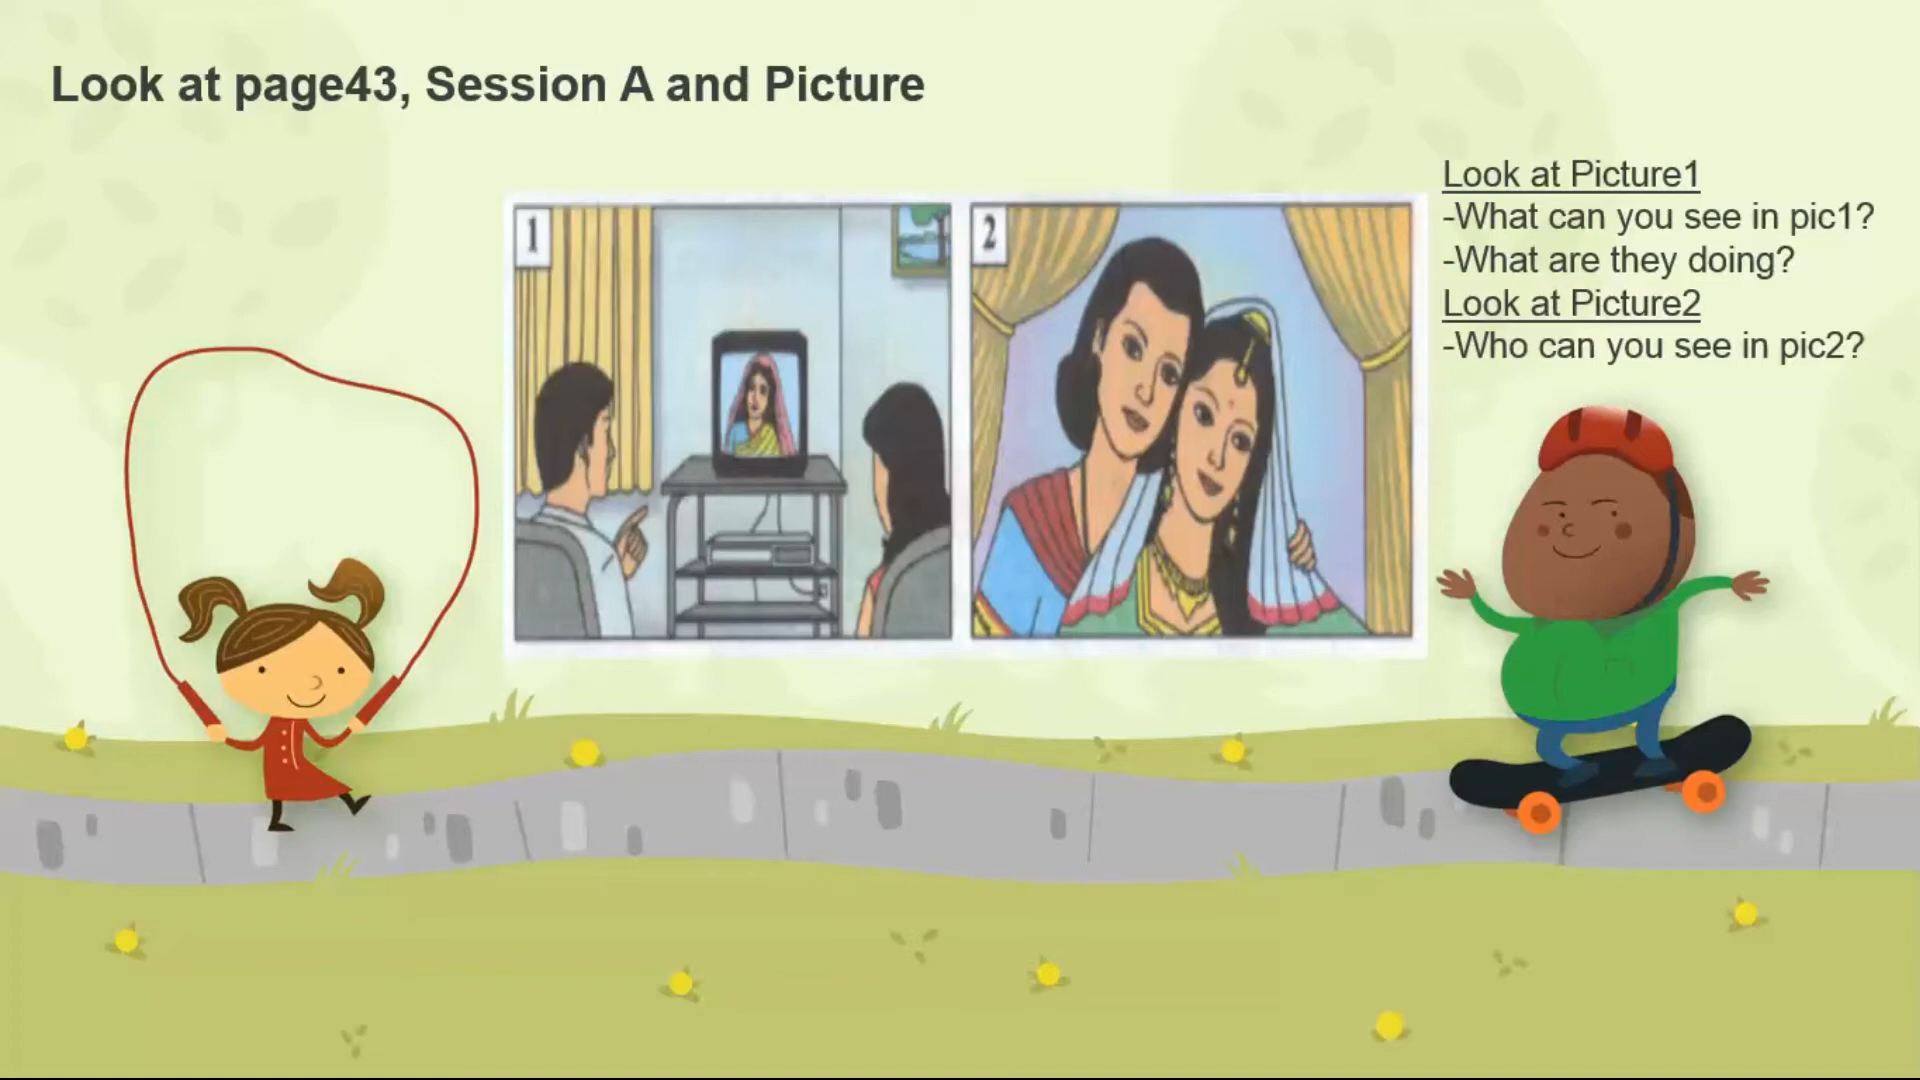 Look at page43, Session A and Picture
1
2
Look at Picture1
-What can you see in pic1?
-What are they doing?
Look at Picture2
-Who can you see in pic2?